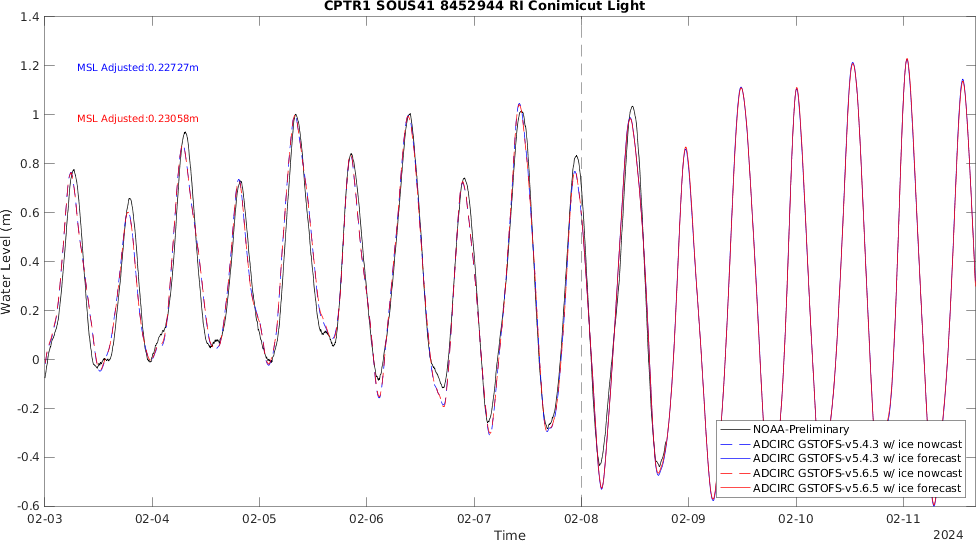 CPTR1 SOUS41 8452944 RI Conimicut Light
1.4
1.2
1
0.8
0.6
0.4
0.2
0
-0.2
-0.4
-0.6
Water Level (m)
MSL Adjusted:0.22727m
MSL Adjusted:0.23058m
NOAA-Preliminary
ADCIRC GSTOFS-v5.4.3 w/ ice nowcast
ADCIRC GSTOFS-v5.4.3 w/ ice forecast
ADCIRC GSTOFS-v5.6.5 w/ ice nowcast
ADCIRC GSTOFS-v5.6.5 w/ ice forecast
02-03 02-04 02-05 02-06 02-07 02-08 02-09 02-10 02-11
Time
2024